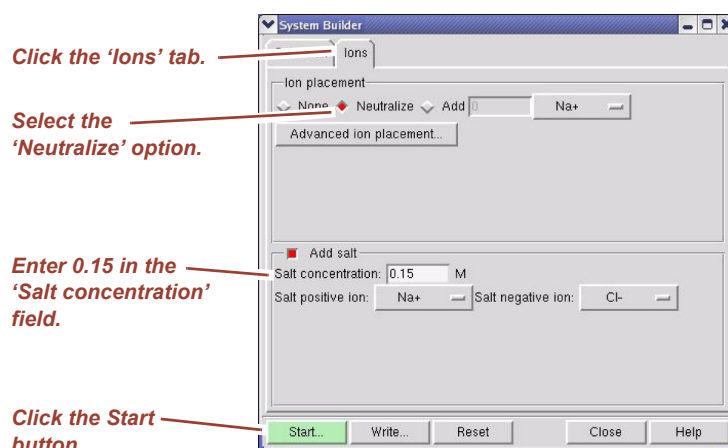 System Builder
Click the 'Ions' tab.
Ions
Ion placement
Select the
'Neutralize' option.
None Neutralize Add 0 Na+
Advanced ion placement...
Add salt
Enter 0.15 in the
'Salt concentration'
field.
Salt concentration: 0.15 M
Salt positive ion: Na+ Salt negative ion: Cl-
Click the Start
button
Start... Write... Reset Close Help